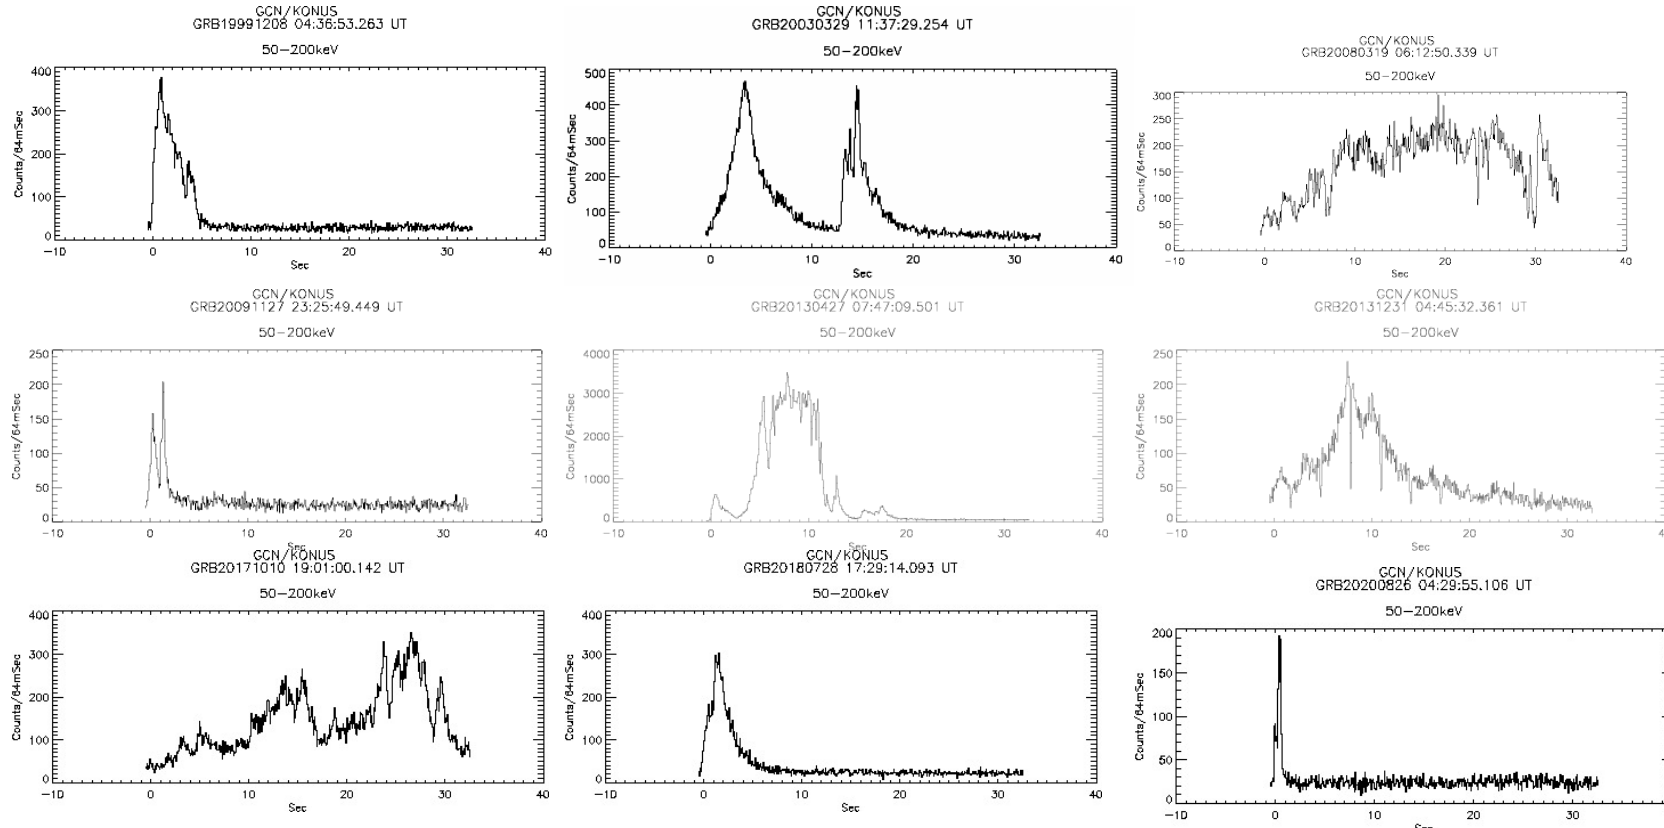 GCN/KONUS
GRB19991208 04:36:53.263 UT
50-200keV
Counts/64mSec
400
300
200
100
0
-10 0 10 20 30 40
Sec
GCN/KONUS
GRB20030329 11:37:29.254 UT
50-200keV
Counts/64mSec
500
400
300
200
100
0
-10 0 10 20 30 40
Sec
GCN/KONUS
GRB20080319 06:12:50.339 UT
50-200keV
Counts/64mSec
300
250
200
150
100
50
0
-10 0 10 20 30 40
Sec
GCN/KONUS
GRB20091127 23:25:49.449 UT
50-200keV
Counts/64mSec
250
200
150
100
50
0
-10 0 10 20 30 40
Sec
GCN/KONUS
GRB20130427 07:47:09.501 UT
50-200keV
Counts/64mSec
4000
3000
2000
1000
0
-10 0 10 20 30 40
Sec
GCN/KONUS
GRB20131231 04:45:32.361 UT
50-200keV
Counts/64mSec
250
200
150
100
50
0
-10 0 10 20 30
Sec
GCN/KONUS
GRB20171010 19:01:00.142 UT
50-200keV
Counts/64mSec
400
300
200
100
0
-10 0 10 20 30 40
Sec
GCN/KONUS
GRB20180728 17:29:14.093 UT
50-200keV
Counts/64mSec
400
300
200
100
0
-10 0 10 20 30 40
Sec
GCN/KONUS
GRB20200826 04:29:55.106 UT
50-200keV
Counts/64mSec
200
150
100
50
0
-10 0 10 20 30